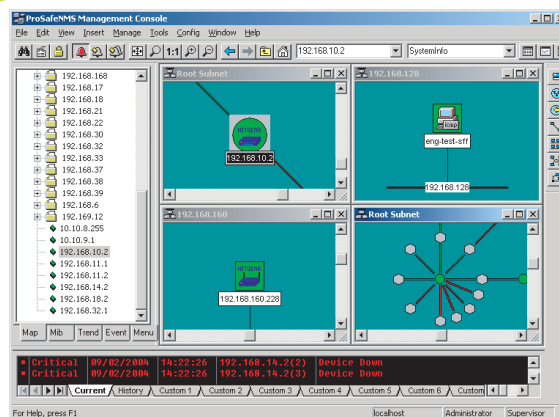 ProSafeNMS Management Console
File Edit View Insert Manage Tools Config Window Help
1:1 192.168.10.2 SystemInfo
192.168.168
192.168.17
192.168.18
192.168.21
192.168.22
192.168.30
192.168.32
192.168.33
192.168.37
192.168.38
192.168.39
192.168.6
192.169.12
10.10.8.255
10.10.9.1
192.168.10.2
192.168.11.1
192.168.11.2
192.168.14.2
192.168.18.2
192.168.32.1
Map Mib Trend Event Menu
Root Subnet
NETGEAR
192.168.10.2
192.168.128
icmp
eng-test-sff
192.168.128
192.168.160
NETGEAR
192.168.160.228
Root Subnet
Critical 09/02/2004 14:22:26 192.168.14.2(2) Device Down
Critical 09/02/2004 14:22:26 192.168.14.2(3) Device Down
Current History Custom 1 Custom 2 Custom 3 Custom 4 Custom 5 Custom 6 Custom
For Help, press F1 localhost Administrator Supervisor